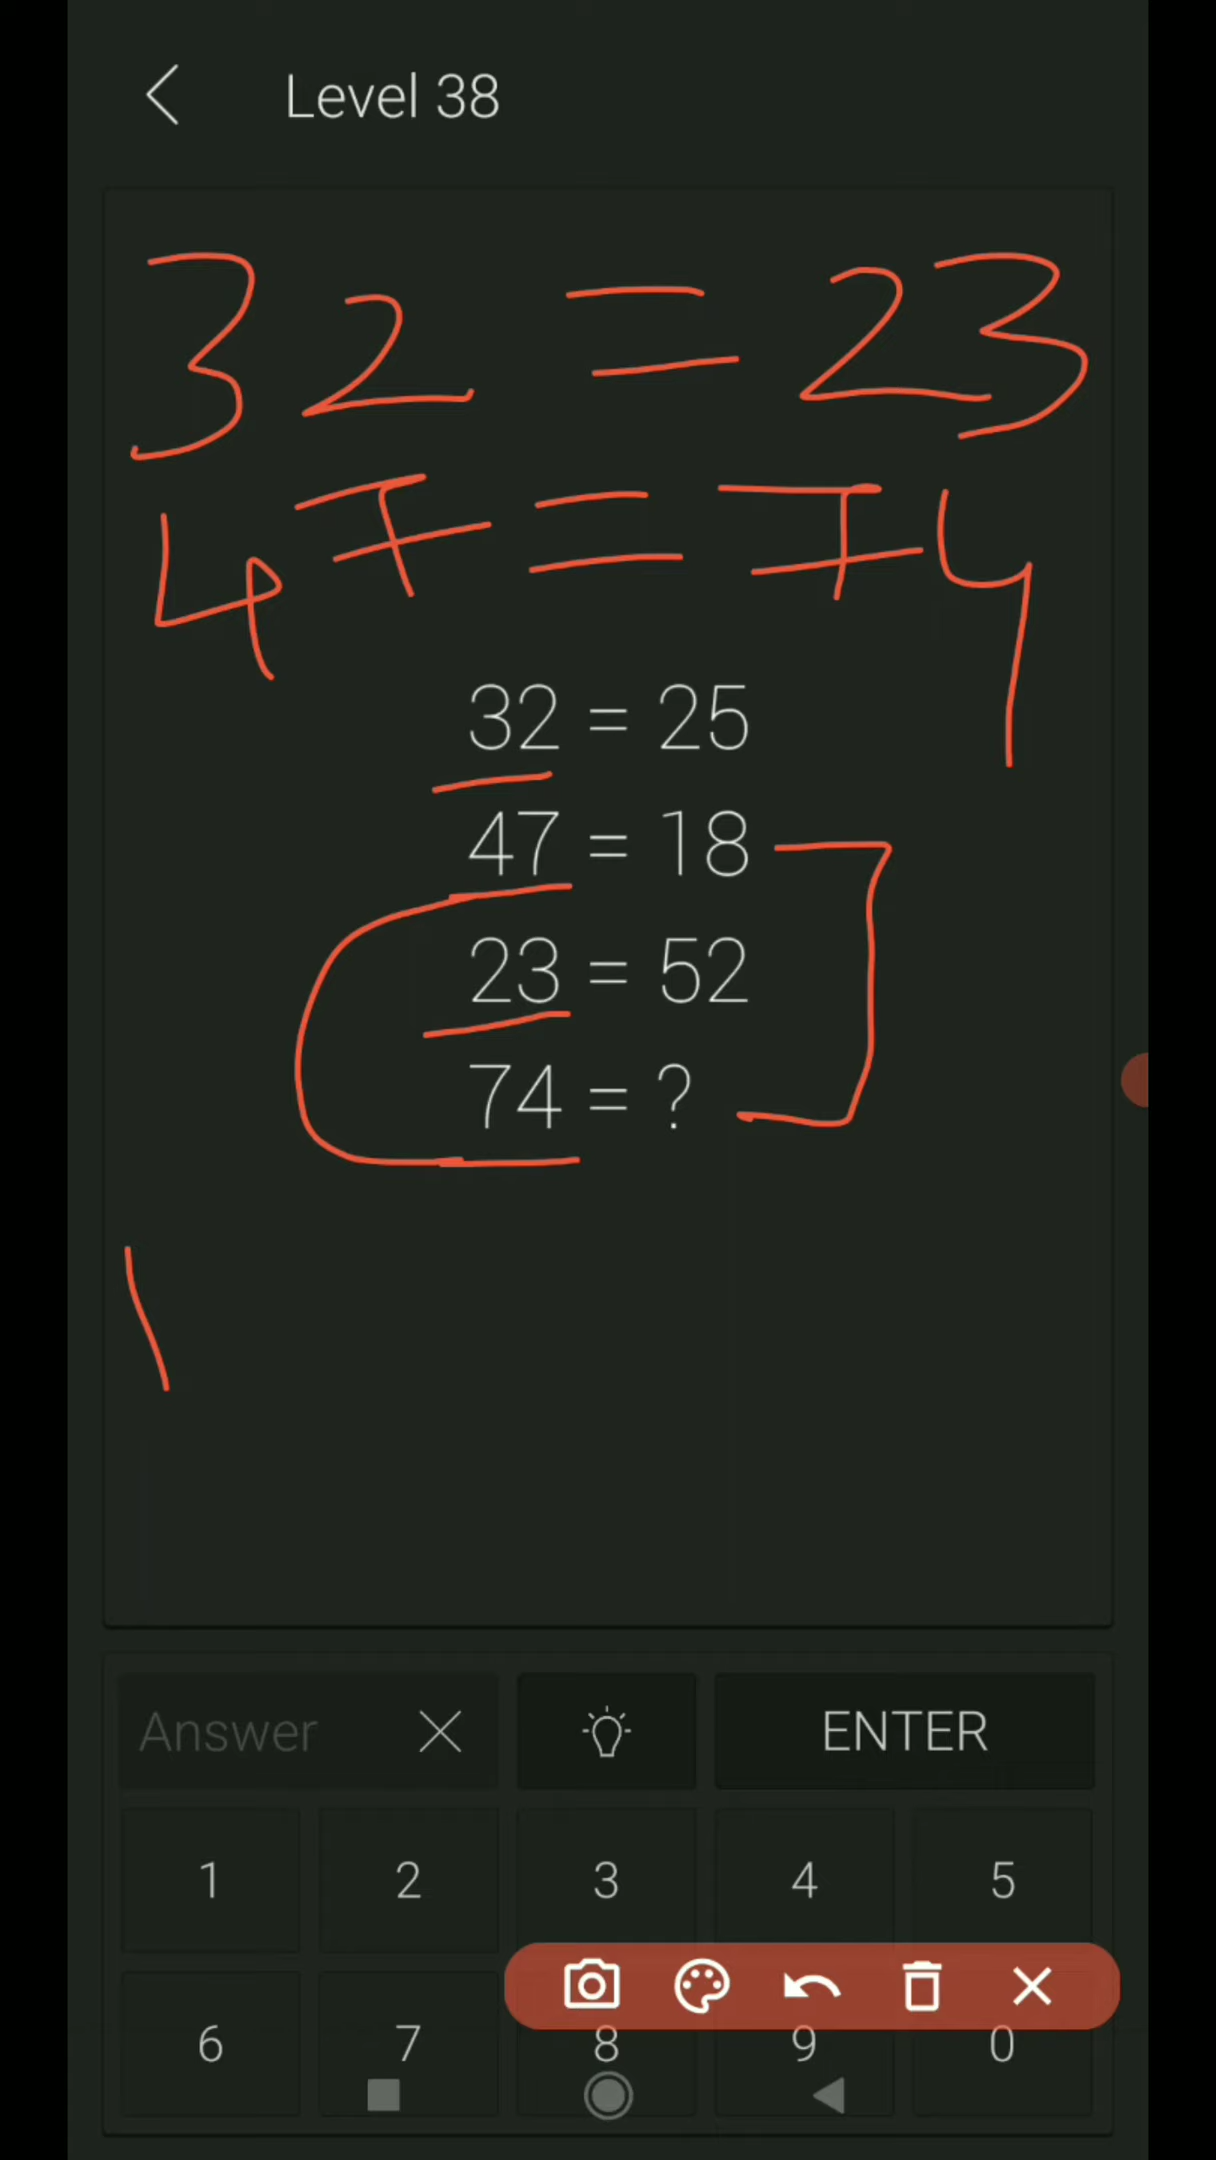 Level 38
32 = 23
47 = 74
32 = 25
47 = 18
23 = 52
74 = ?
Answer
ENTER
1 2 3 4 5
6 7 8 9 0